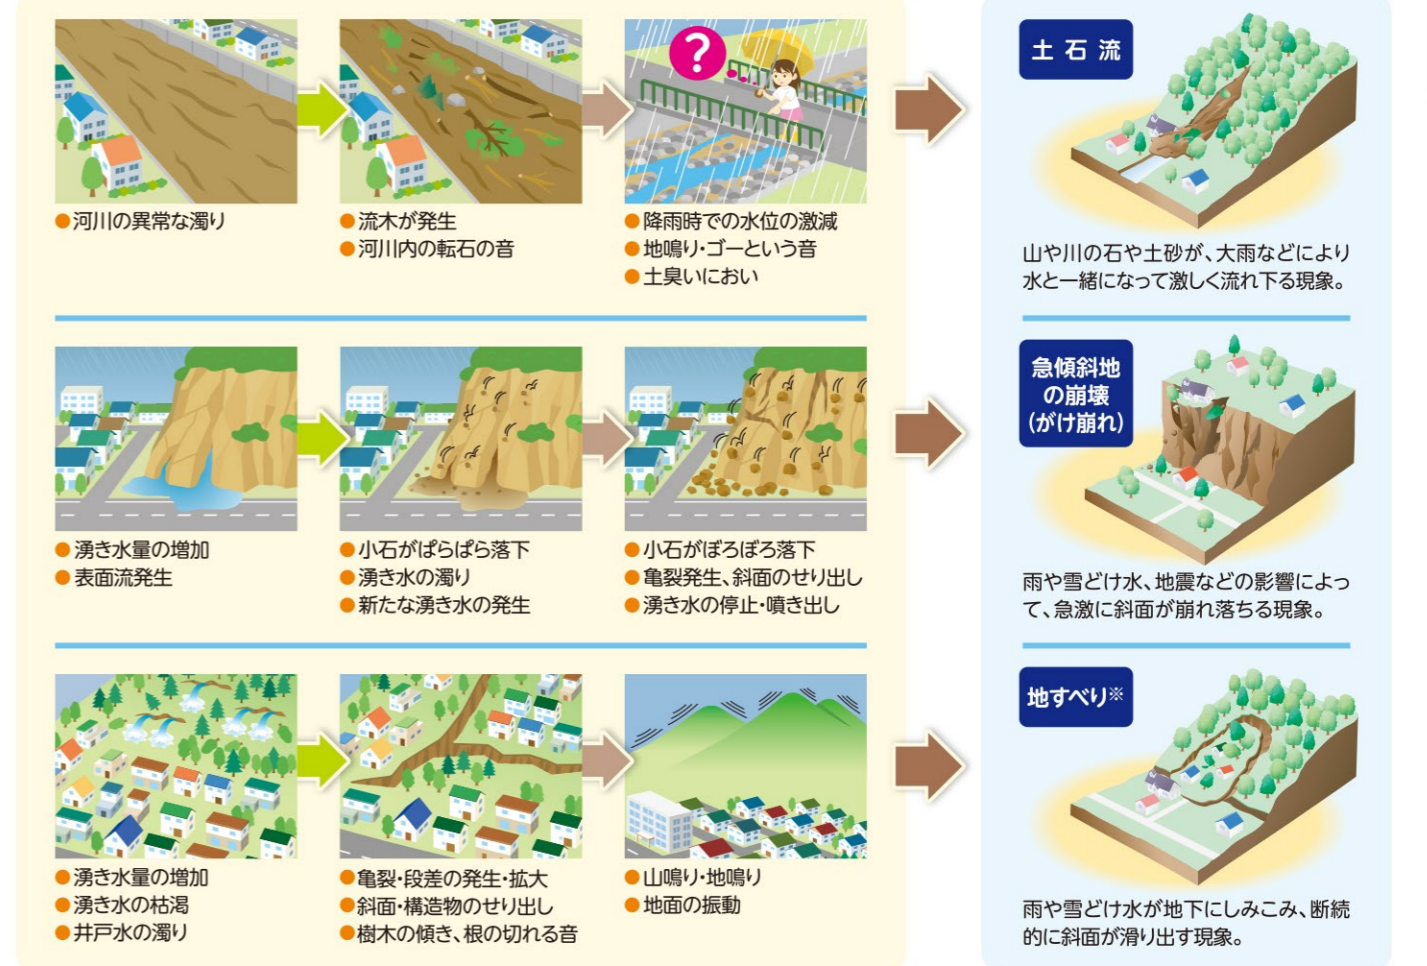 ?
●河川の異常な濁り
●流木が発生
●河川内の転石の音
●降雨時での水位の激減
●地鳴り・ゴーという音
●土臭いにおい
土石流
山や川の石や土砂が、大雨などにより
水と一緒になって激しく流れ下る現象。
●湧き水量の増加
●表面流発生
●小石がぱらぱら落下
●湧き水の濁り
●新たな湧き水の発生
●小石がぼろぼろ落下
●亀裂発生、斜面のせり出し
●湧き水の停止・噴き出し
急傾斜地
の崩壊
(がけ崩れ)
雨や雪どけ水、地震などの影響によっ
て、急激に斜面が崩れ落ちる現象。
●湧き水量の増加
●湧き水の枯渇
●井戸水の濁り
●亀裂・段差の発生・拡大
●斜面・構造物のせり出し
●樹木の傾き、根の切れる音
●山鳴り・地鳴り
●地面の振動
地すべり※
雨や雪どけ水が地下にしみこみ、断続
的に斜面が滑り出す現象。